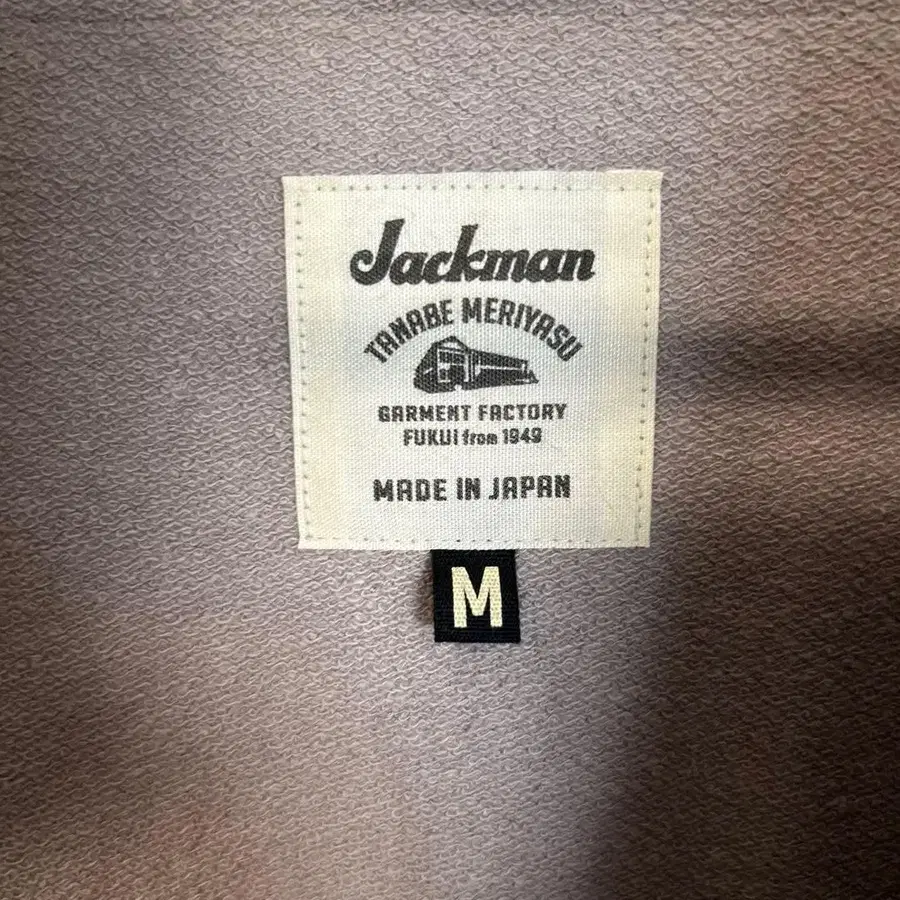 Jackman
TANABE MERIYASU
GARMENT FACTORY
FUKUI from 1949
MADE IN JAPAN
M